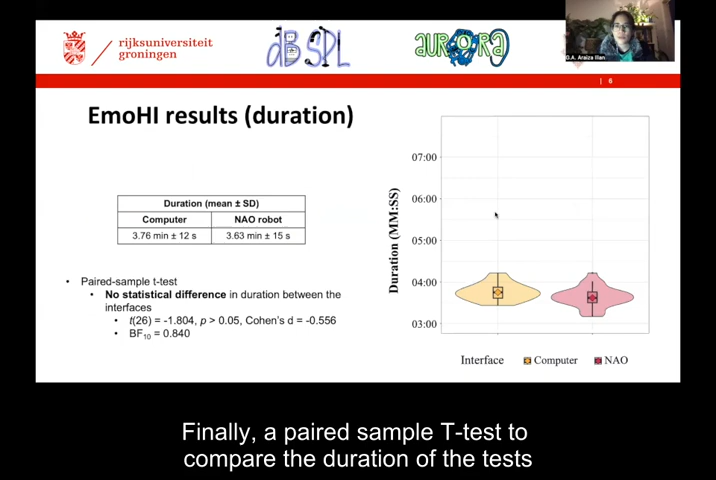 rijksuniversiteit
groningen
dB SPL
aurora
G.A. Araiza Illan
| 6
EmoHI results (duration)
Duration (mean ± SD)
Computer NAO robot
3.76 min ± 12 s 3.63 min ± 15 s
• Paired-sample t-test
• No statistical difference in duration between the
interfaces
• t(26) = -1.804, p > 0.05, Cohen's d = -0.556
• BF10 = 0.840
Duration (MM:SS)
07:00
06:00
05:00
04:00
03:00
Interface Computer NAO
Finally, a paired sample T-test to
compare the duration of the tests